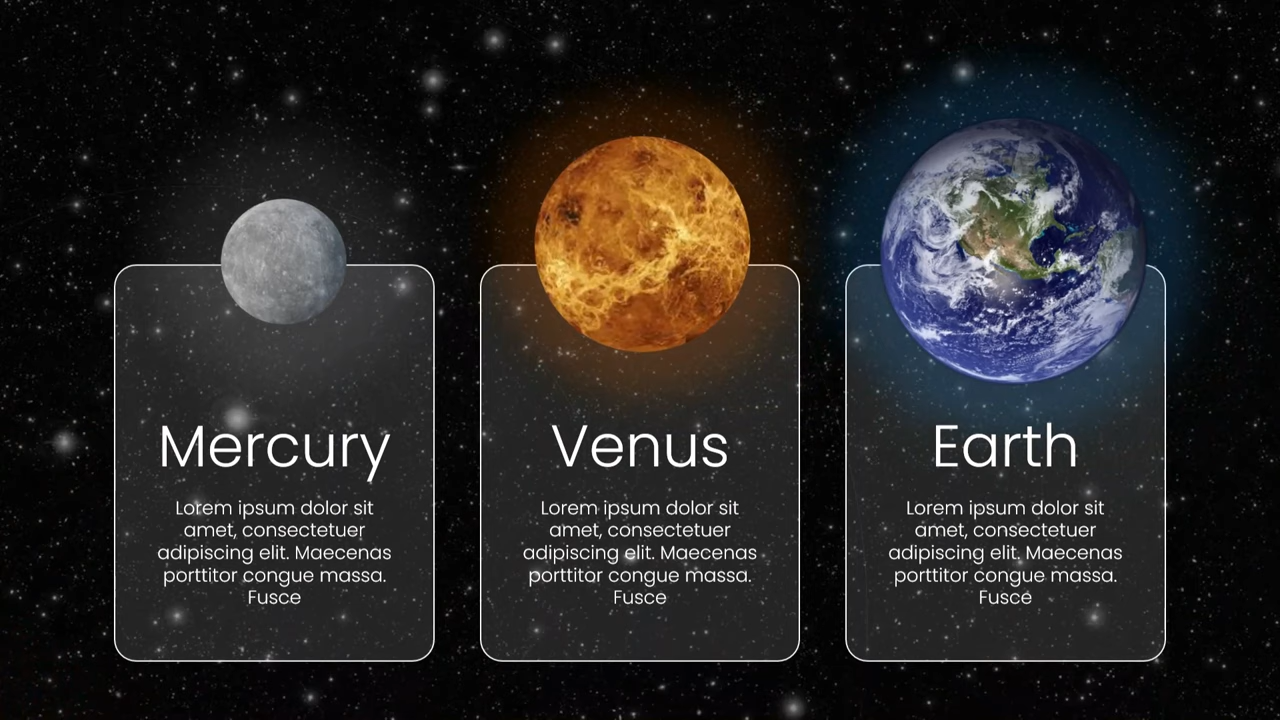 Mercury
Lorem ipsum dolor sit
amet, consectetuer
adipiscing elit. Maecenas
porttitor congue massa.
Fusce
Venus
Lorem ipsum dolor sit
amet, consectetuer
adipiscing elit. Maecenas
porttitor congue massa.
Fusce
Earth
Lorem ipsum dolor sit
amet, consectetuer
adipiscing elit. Maecenas
porttitor congue massa.
Fusce